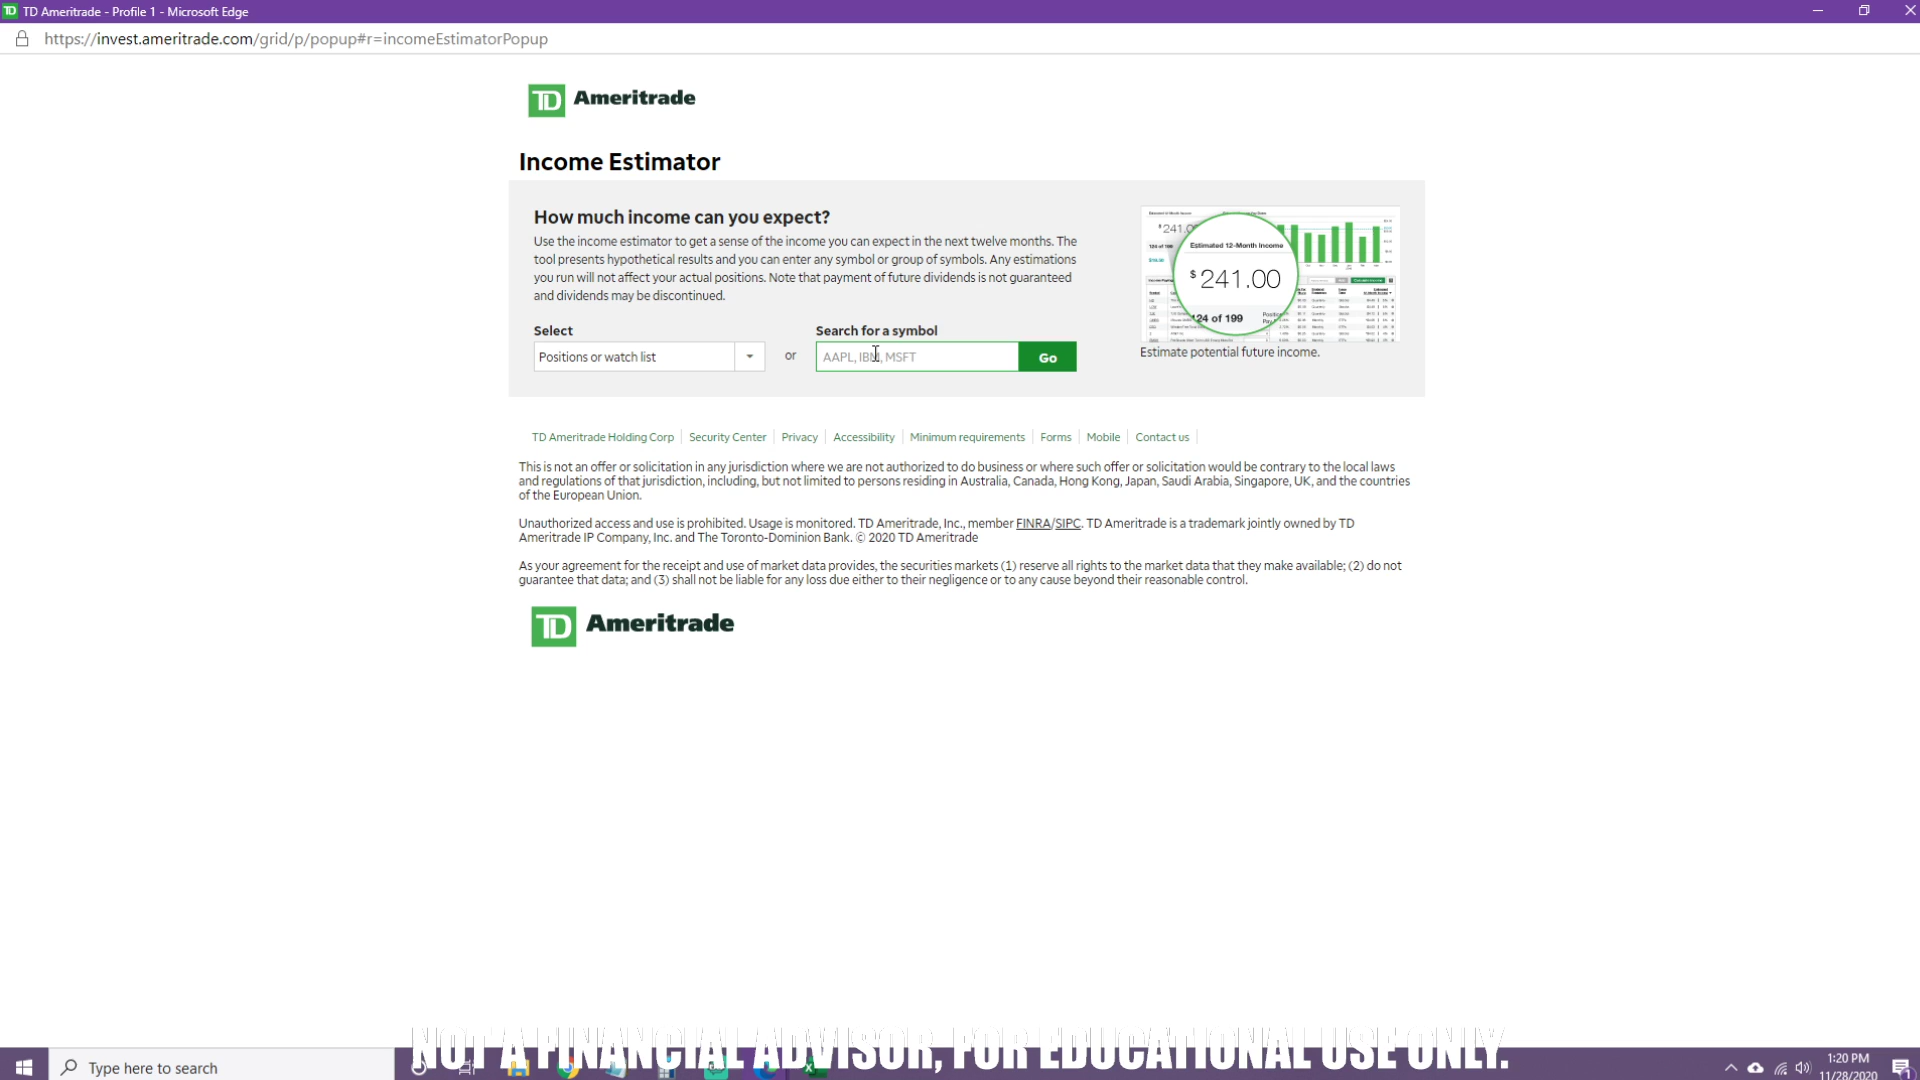 TD Ameritrade - Profile 1 - Microsoft Edge
https://invest.ameritrade.com/grid/p/popup#r=incomeEstimatorPopup
TD Ameritrade
Income Estimator
How much income can you expect?
Use the income estimator to get a sense of the income you can expect in the next twelve months. The
tool presents hypothetical results and you can enter any symbol or group of symbols. Any estimations
you run will not affect your actual positions. Note that payment of future dividends is not guaranteed
and dividends may be discontinued.
Select
Search for a symbol
Positions or watch list
or
AAPL, IBM, MSFT
Go
Estimated 12-Month Income
$241.00
124 of 199
Estimate potential future income.
TD Ameritrade Holding Corp
Security Center
Privacy
Accessibility
Minimum requirements
Forms
Mobile
Contact us
This is not an offer or solicitation in any jurisdiction where we are not authorized to do business or where such offer or solicitation would be contrary to the local laws
and regulations of that jurisdiction, including, but not limited to persons residing in Australia, Canada, Hong Kong, Japan, Saudi Arabia, Singapore, UK, and the countries
of the European Union.
Unauthorized access and use is prohibited. Usage is monitored. TD Ameritrade, Inc., member FINRA/SIPC. TD Ameritrade is a trademark jointly owned by TD
Ameritrade IP Company, Inc. and The Toronto-Dominion Bank. © 2020 TD Ameritrade
As your agreement for the receipt and use of market data provides, the securities markets (1) reserve all rights to the market data that they make available; (2) do not
guarantee that data; and (3) shall not be liable for any loss due either to their negligence or to any cause beyond their reasonable control.
TD Ameritrade
NOT A FINANCIAL ADVISOR, FOR EDUCATIONAL USE ONLY.
Type here to search
1:20 PM
11/28/2020